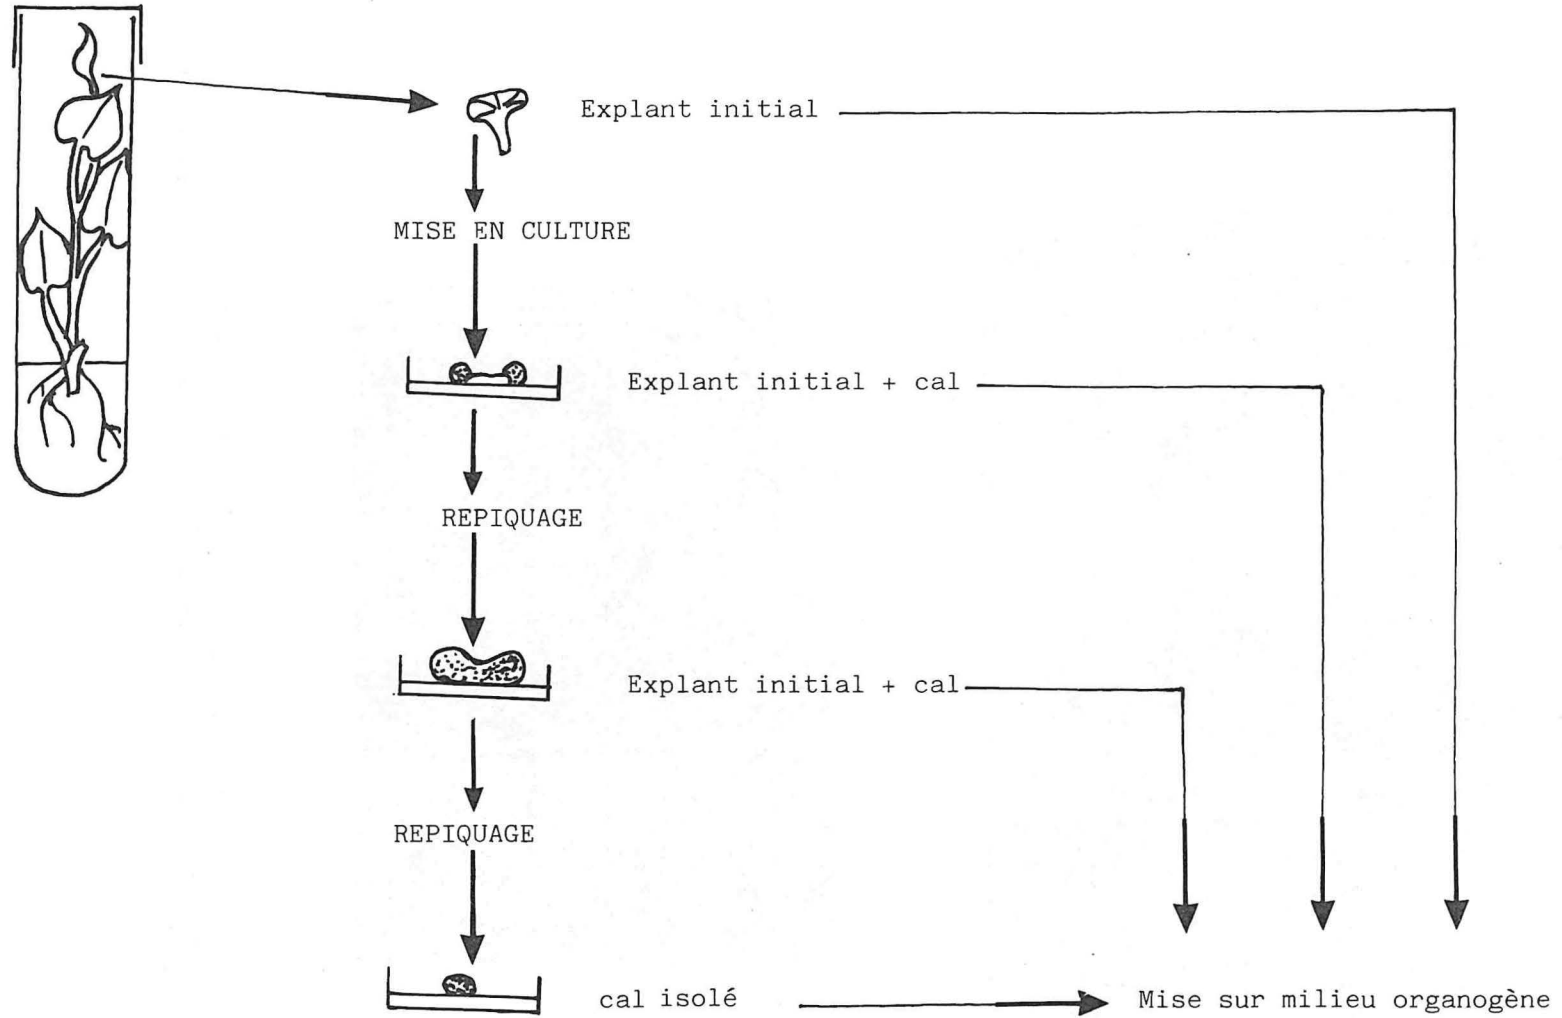 Explant initial
MISE EN CULTURE
Explant initial + cal
REPIQUAGE
Explant initial + cal
REPIQUAGE
cal isolé
Mise sur milieu organogène